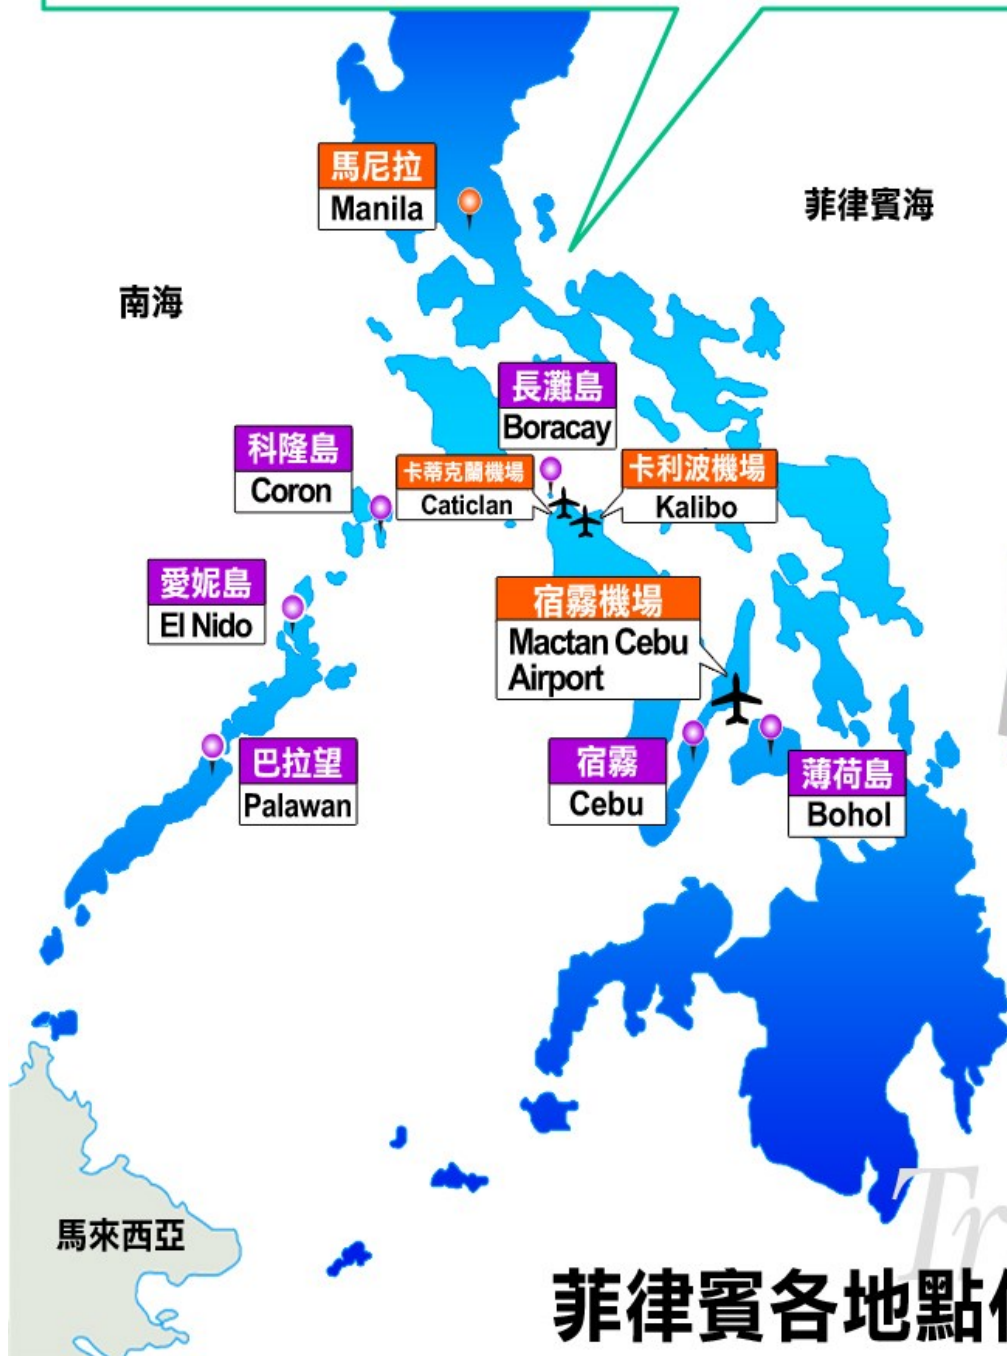 馬尼拉
Manila
菲律賓海
南海
長灘島
Boracay
科隆島
Coron
卡蒂克蘭機場
Caticlan
卡利波機場
Kalibo
愛妮島
El Nido
宿霧機場
Mactan Cebu
Airport
巴拉望
Palawan
宿霧
Cebu
薄荷島
Bohol
馬來西亞
Tr
菲律賓各地點